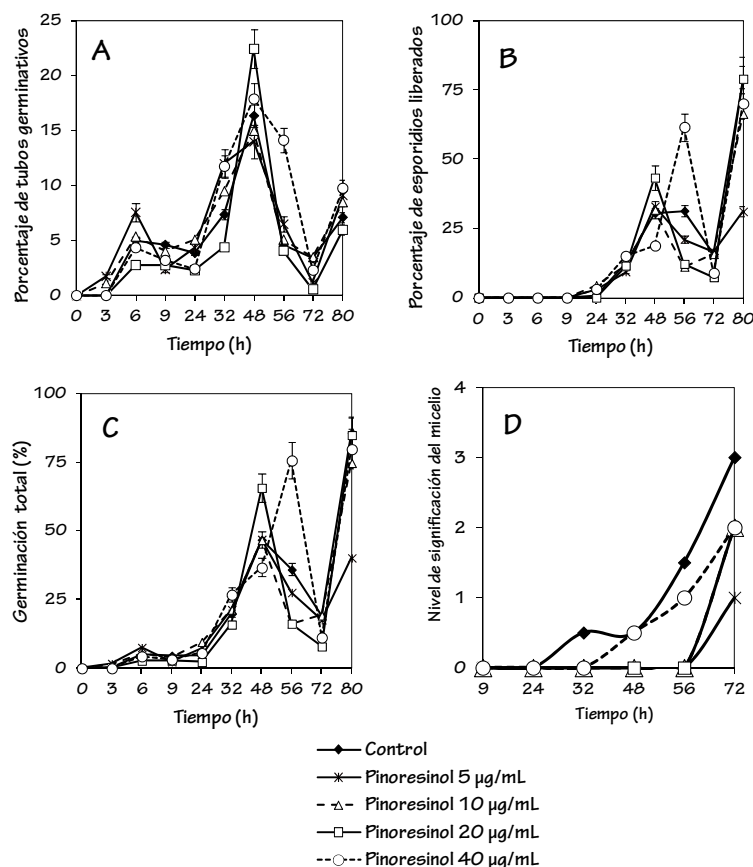 A
Porcentaje de tubos germinativos
25
20
15
10
5
0
0 3 6 9 24 32 48 56 72 80
Tiempo (h)
B
Porcentaje de esporidios liberados
100
75
50
25
0
0 3 6 9 24 32 48 56 72 80
Tiempo (h)
C
Germinación total (%)
100
75
50
25
0
0 3 6 9 24 32 48 56 72 80
Tiempo (h)
D
Nivel de significación del micelio
4
3
2
1
0
9 24 32 48 56 72
Tiempo (h)
Control
Pinoresinol 5 µg/mL
Pinoresinol 10 µg/mL
Pinoresinol 20 µg/mL
Pinoresinol 40 µg/mL